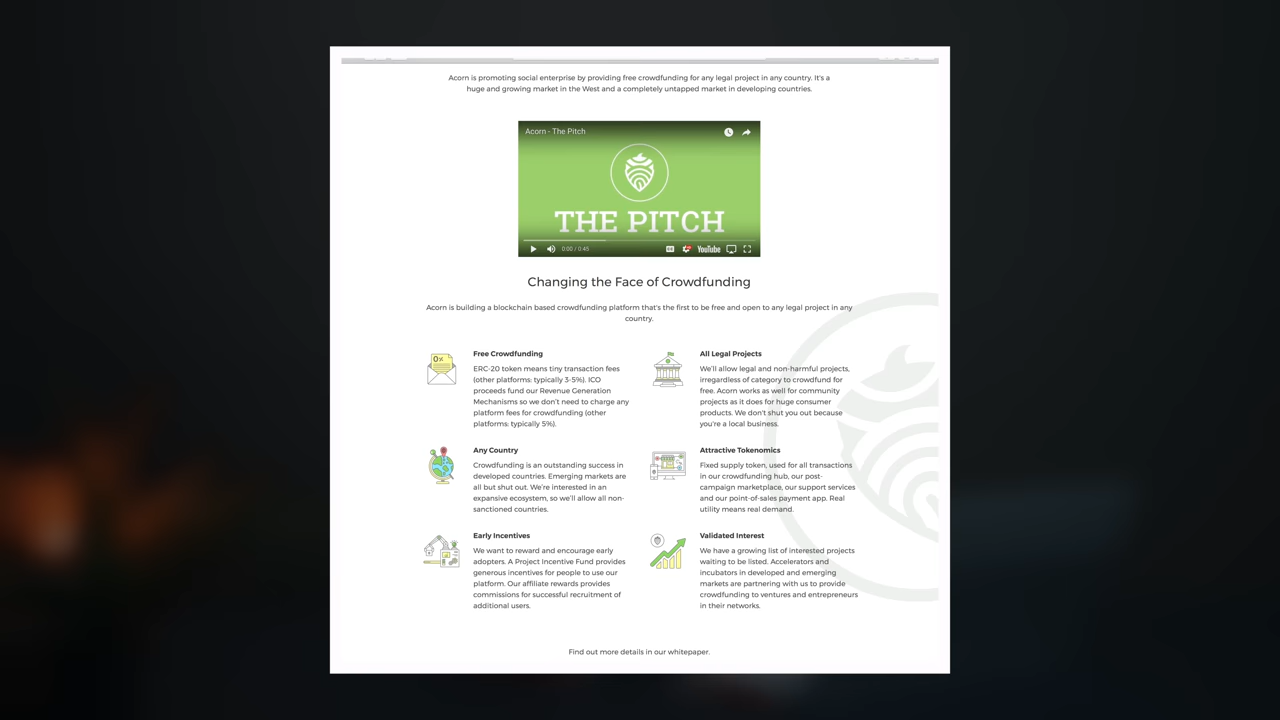 Acorn is promoting social enterprise by providing free crowdfunding for any legal project in any country. It's a
huge and growing market in the West and a completely untapped market in developing countries.
Acorn - The Pitch
THE PITCH
0:00 / 0:45
YouTube
Changing the Face of Crowdfunding
Acorn is building a blockchain based crowdfunding platform that's the first to be free and open to any legal project in any
country.
0%
Free Crowdfunding
ERC-20 token means tiny transaction fees
(other platforms: typically 3-5%). ICO
proceeds fund our Revenue Generation
Mechanisms so we don't need to charge any
platform fees for crowdfunding (other
platforms: typically 5%).
All Legal Projects
We'll allow legal and non-harmful projects,
irregardless of category to crowdfund for
free. Acorn works as well for community
projects as it does for huge consumer
products. We don't shut you out because
you're a local business.
Any Country
Crowdfunding is an outstanding success in
developed countries. Emerging markets are
all but shut out. We're interested in an
expansive ecosystem, so we'll allow all non-
sanctioned countries.
Attractive Tokenomics
Fixed supply token, used for all transactions
in our crowdfunding hub, our post-
campaign marketplace, our support services
and our point-of-sales payment app. Real
utility means real demand.
Early Incentives
We want to reward and encourage early
adopters. A Project Incentive Fund provides
generous incentives for people to use our
platform. Our affiliate rewards provides
commissions for successful recruitment of
additional users.
Validated Interest
We have a growing list of interested projects
waiting to be listed. Accelerators and
incubators in developed and emerging
markets are partnering with us to provide
crowdfunding to ventures and entrepreneurs
in their networks.
Find out more details in our whitepaper.